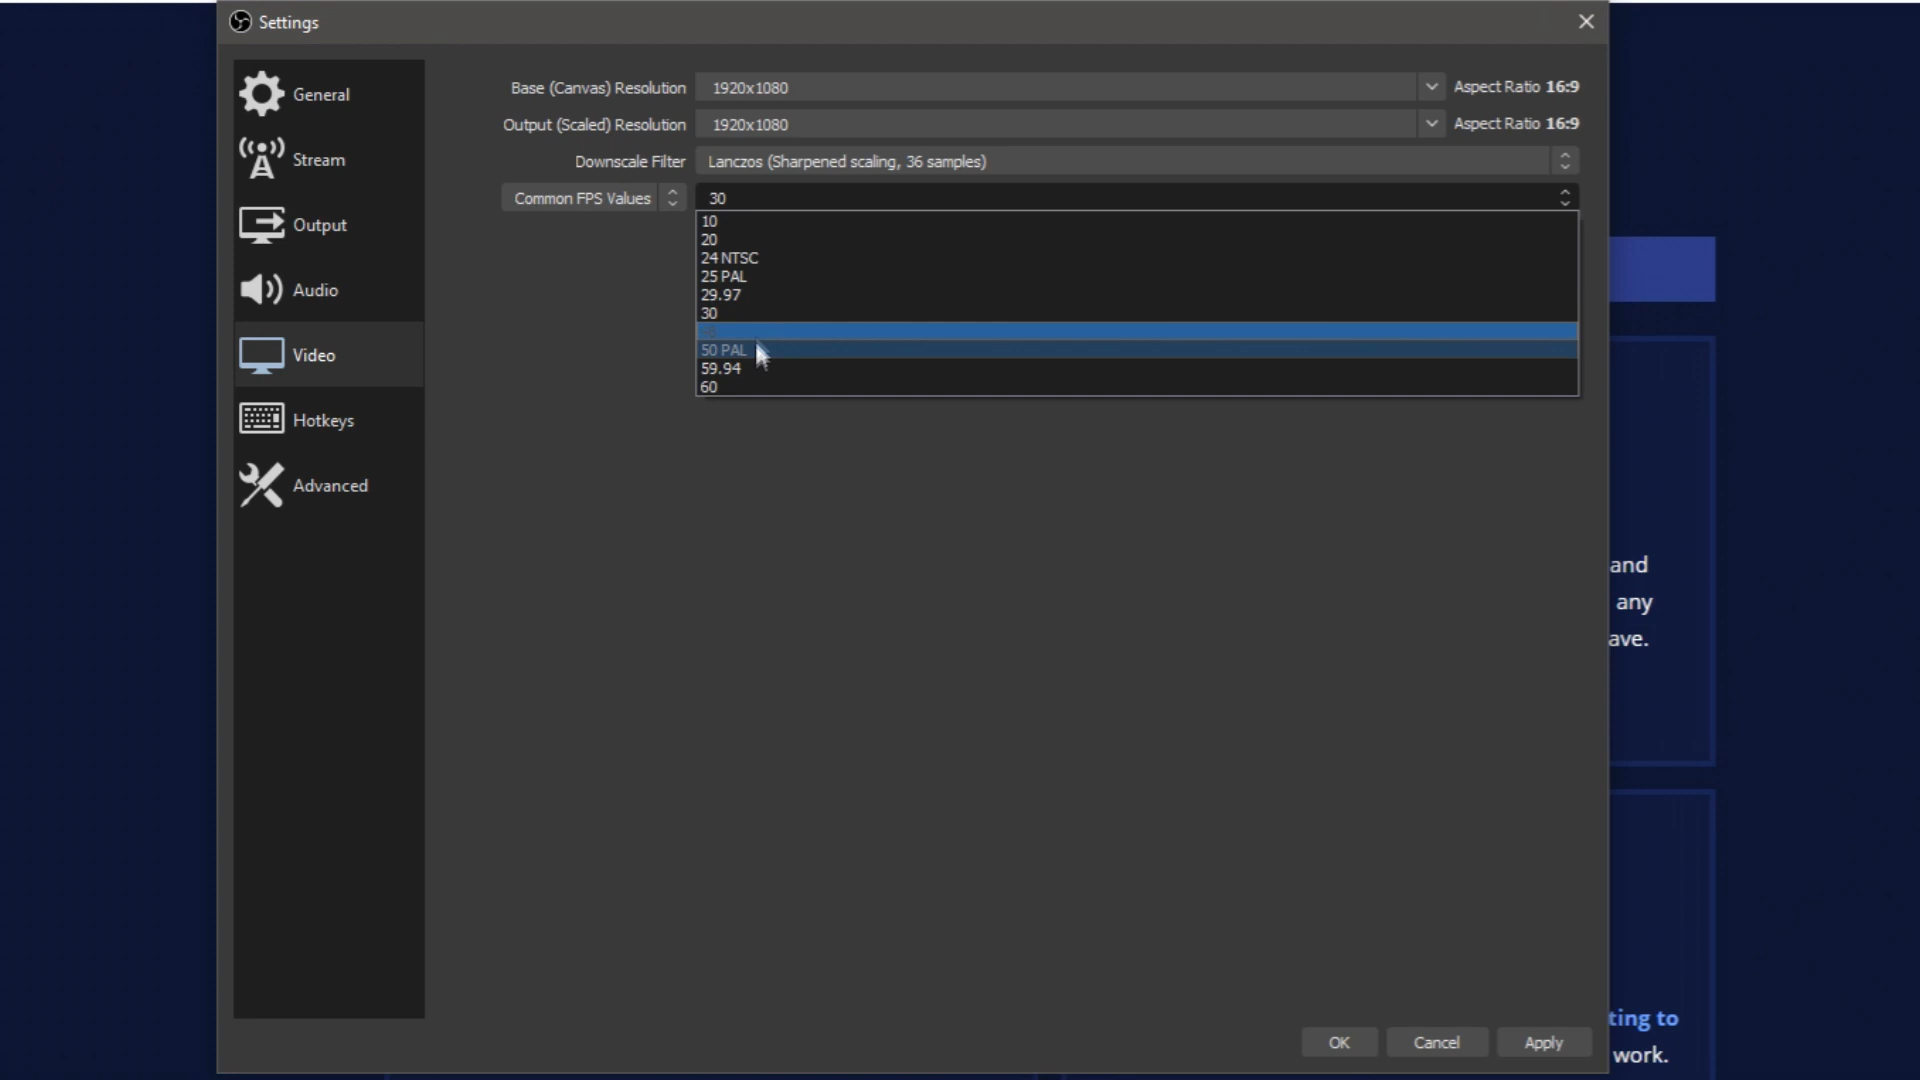 Settings
General
Stream
Output
Audio
Video
Hotkeys
Advanced
Base (Canvas) Resolution 1920x1080 Aspect Ratio 16:9
Output (Scaled) Resolution 1920x1080 Aspect Ratio 16:9
Downscale Filter Lanczos (Sharpened scaling, 36 samples)
Common FPS Values 30
10
20
24 NTSC
25 PAL
29.97
30
50 PAL
59.94
60
and
any
ave.
ting to
work.
OK Cancel Apply